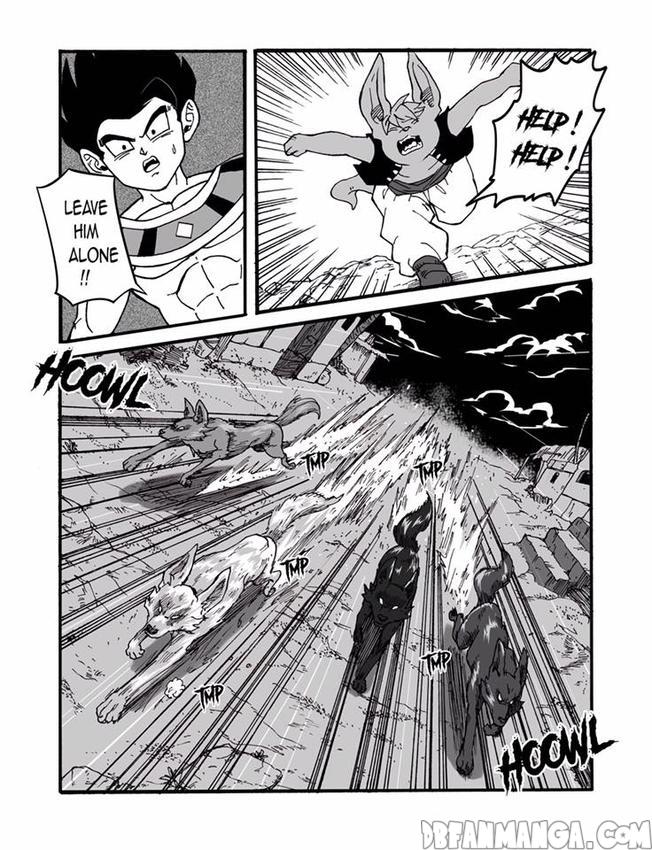 LEAVE
HIM
ALONE
!!
HELP!
HELP!
HOOWL
TMP
TMP
TMP
TMP
TMP
HOOWL
DBFANMANGA.COM